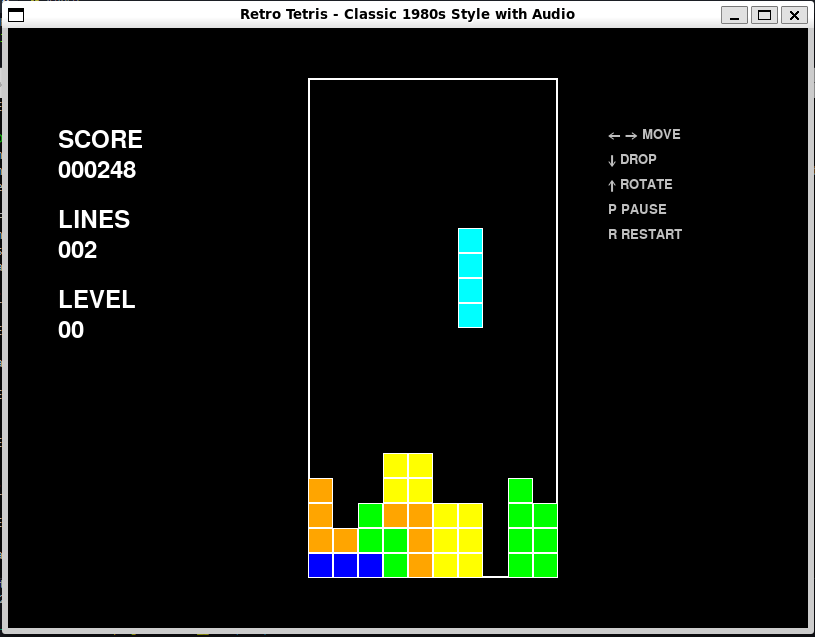 Retro Tetris - Classic 1980s Style with Audio
SCORE
000248
LINES
002
LEVEL
00
← → MOVE
↓ DROP
↑ ROTATE
P PAUSE
R RESTART